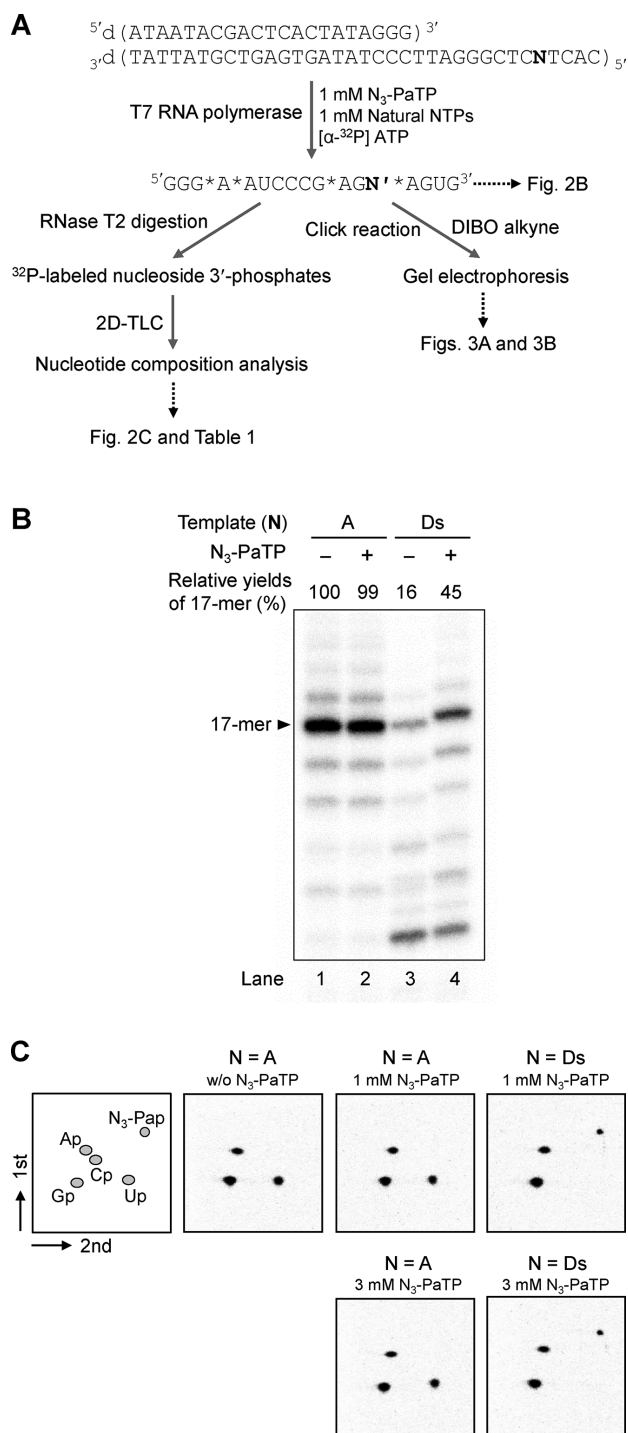 A
5′d(ATAATACGACTCACTATAGGG)3′
3′d(TATTATGCTGAGTGATATCCCTTAGGGCTCNTCAC)5′
T7 RNA polymerase
1 mM N3-PaTP
1 mM Natural NTPs
[α-32P] ATP
5′GGG*A*AUCCCG*AGN′*AGUG3′
Fig. 2B
RNase T2 digestion
Click reaction
DIBO alkyne
32P-labeled nucleoside 3′-phosphates
Gel electrophoresis
2D-TLC
Figs. 3A and 3B
Nucleotide composition analysis
Fig. 2C and Table 1
B
Template (N) A Ds
N3-PaTP – + – +
Relative yields of 17-mer (%) 100 99 16 45
17-mer
Lane 1 2 3 4
C
N = A
w/o N3-PaTP
N = A
1 mM N3-PaTP
N = Ds
1 mM N3-PaTP
N3-Pap
Ap
Cp
Gp
Up
1st
2nd
N = A
3 mM N3-PaTP
N = Ds
3 mM N3-PaTP